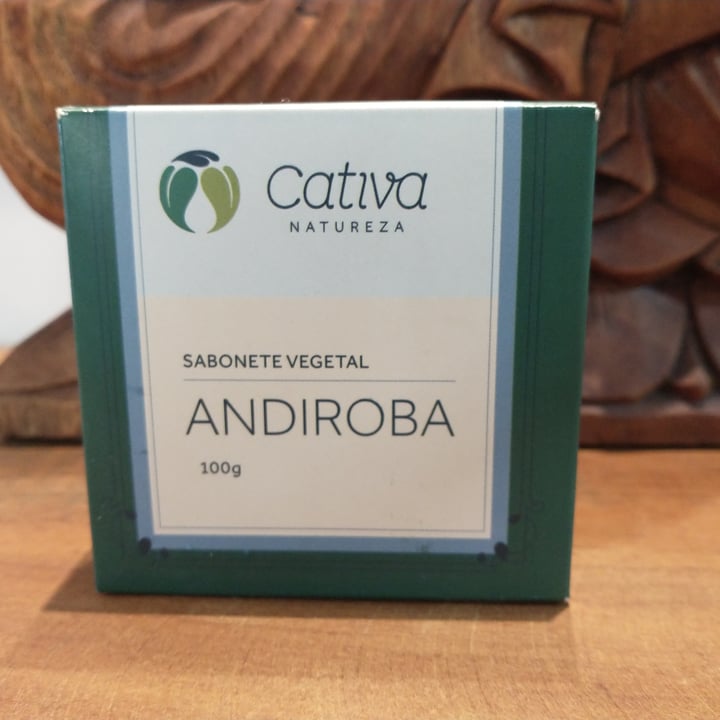 Cativa
NATUREZA
SABONETE VEGETAL
ANDIROBA
100g